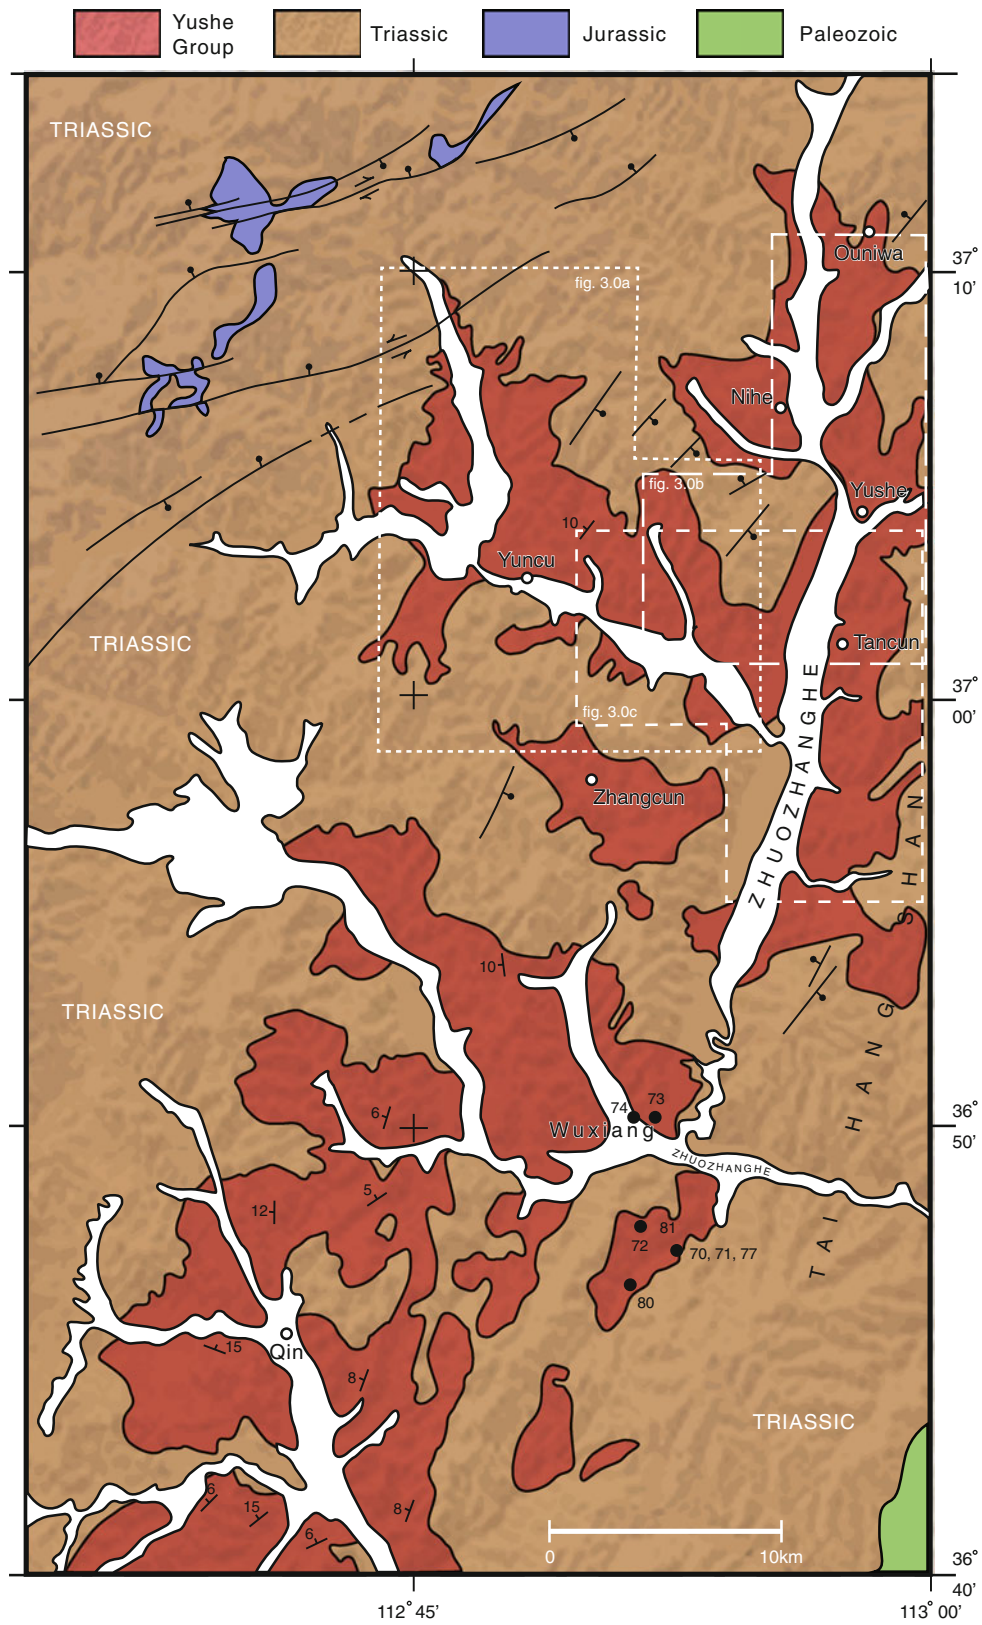 Yushe
Group
Triassic
Jurassic
Paleozoic
TRIASSIC
Ouniwa
37°
10’
fig. 3.0a
Nihe
fig. 3.0b
Yushe
10
Yuncu
TRIASSIC
Tancun
37°
00’
fig. 3.0c
Zhangcun
ZHUOZHANGHE
10
TRIASSIC
TAI HANG SHAN
6
74
73
Wuxiang
36°
50’
ZHUOZHANGHE
5
12
81
72
70, 71, 77
80
15
Qin
8
TRIASSIC
6
15
8
6
0
10km
36°
40’
112° 45’
113° 00’